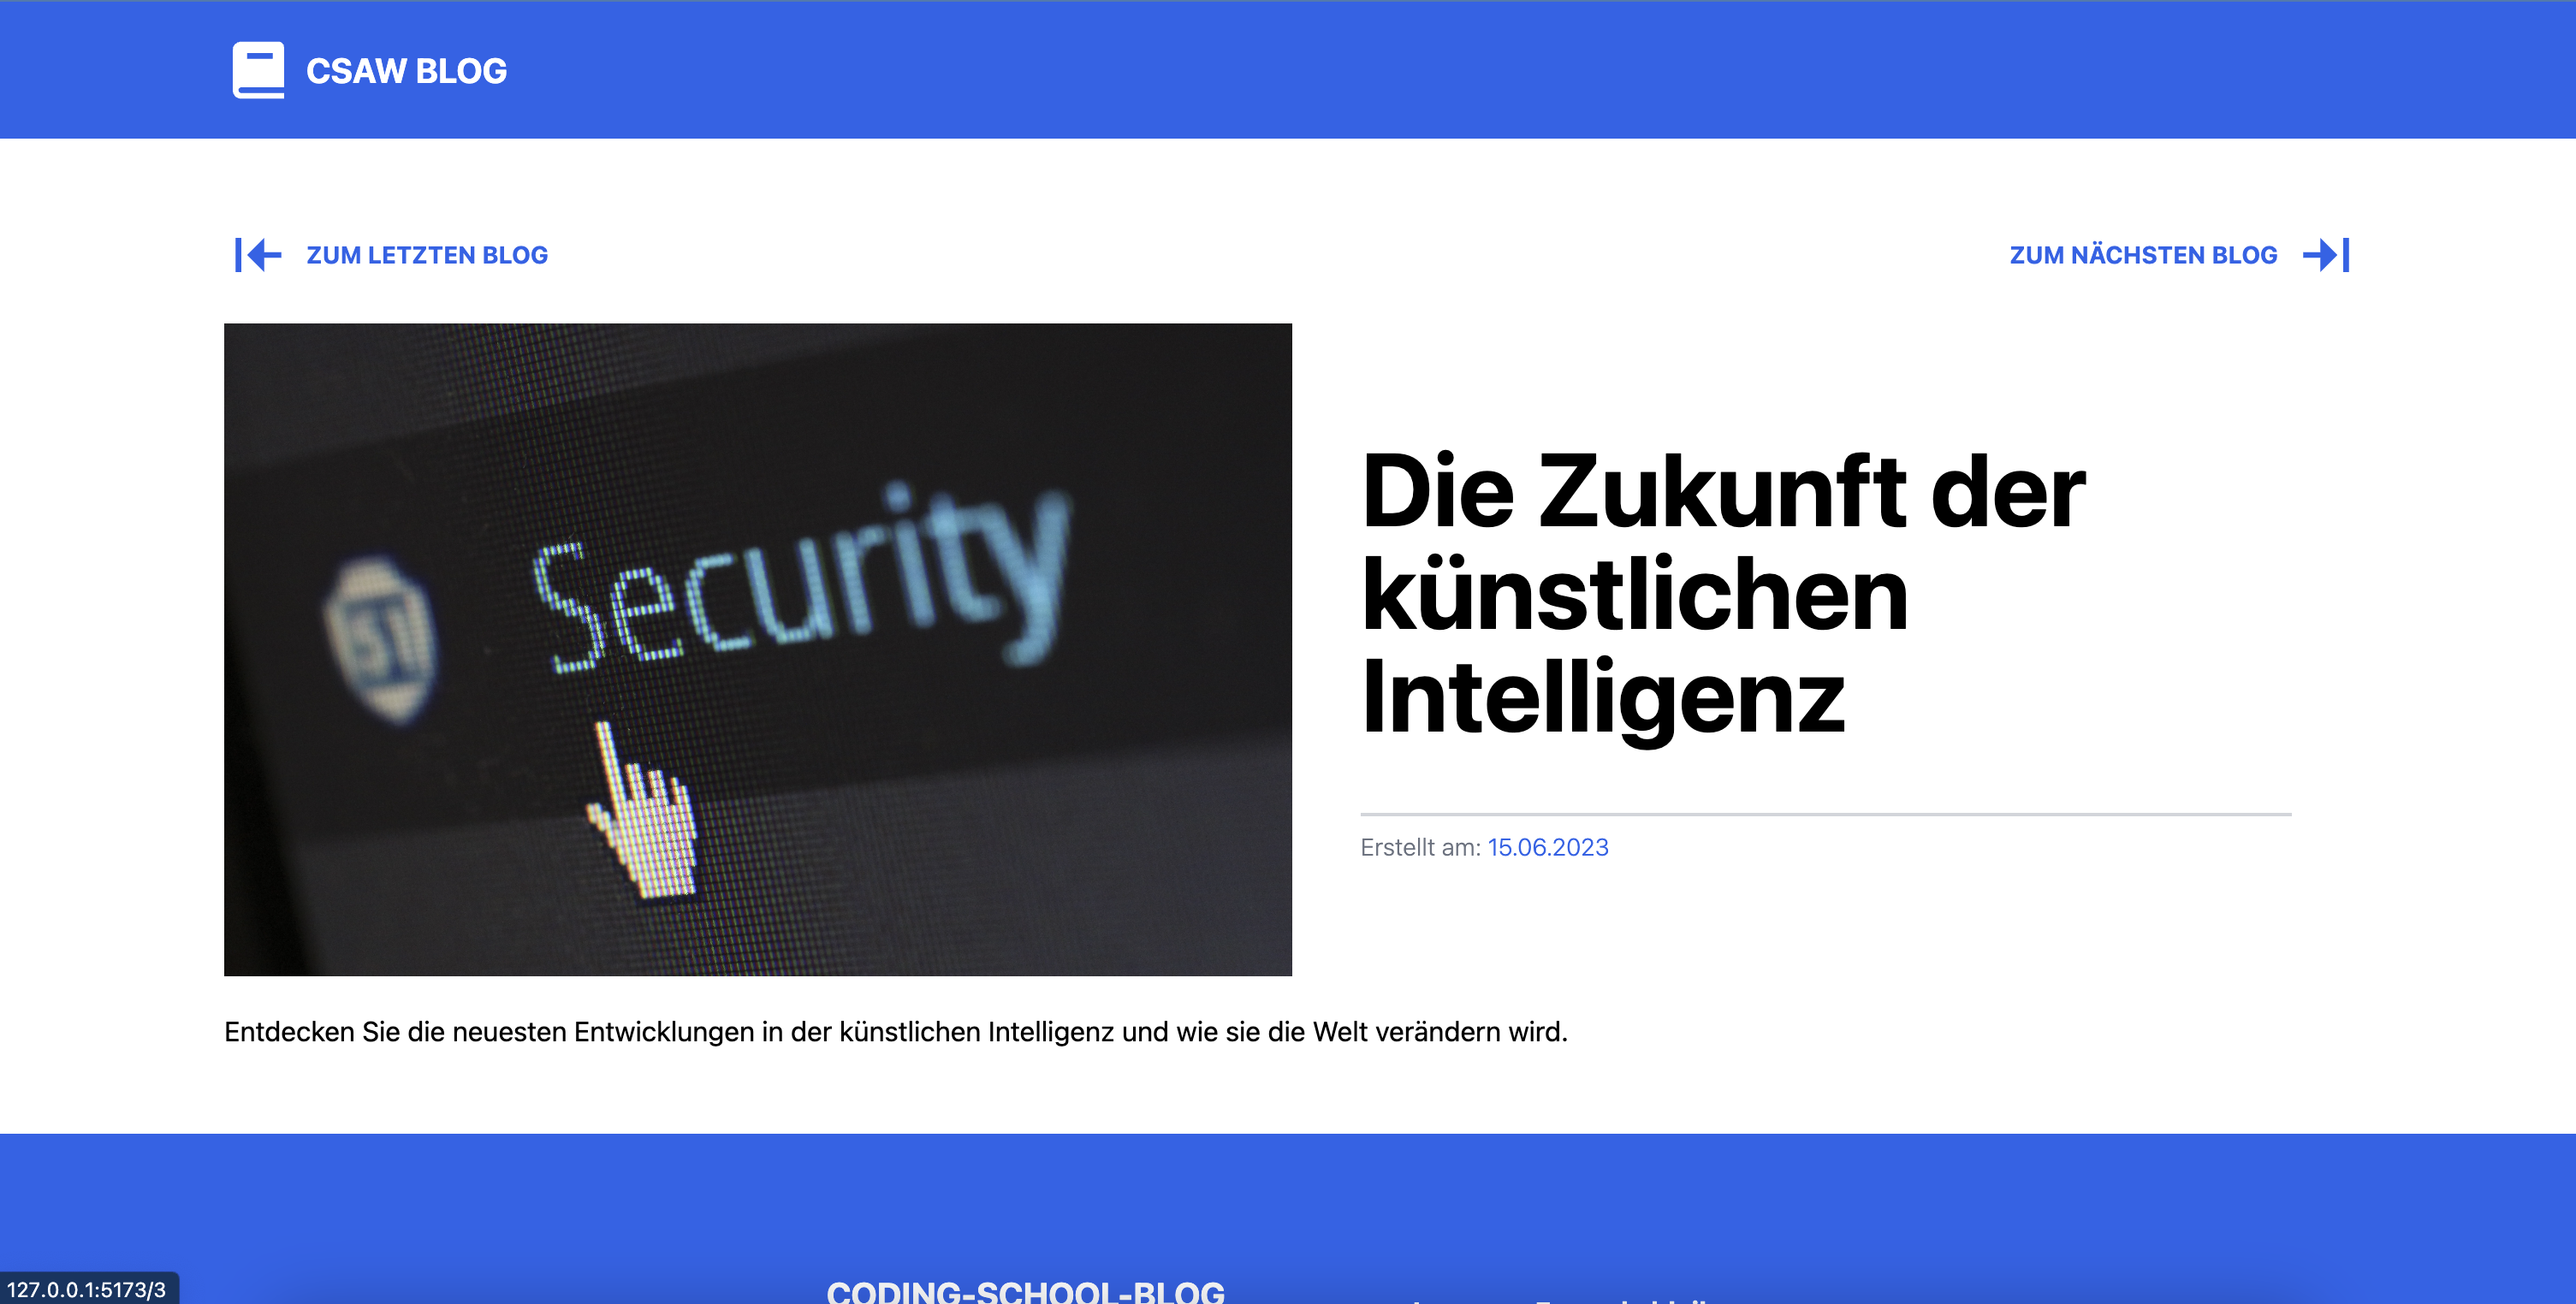 CSAW BLOG
ZUM LETZTEN BLOG
ZUM NÄCHSTEN BLOG
Security
Die Zukunft der
künstlichen
Intelligenz
Erstellt am: 15.06.2023
Entdecken Sie die neuesten Entwicklungen in der künstlichen Intelligenz und wie sie die Welt verändern wird.
CODING-SCHOOL-BLOG
127.0.0.1:5173/3